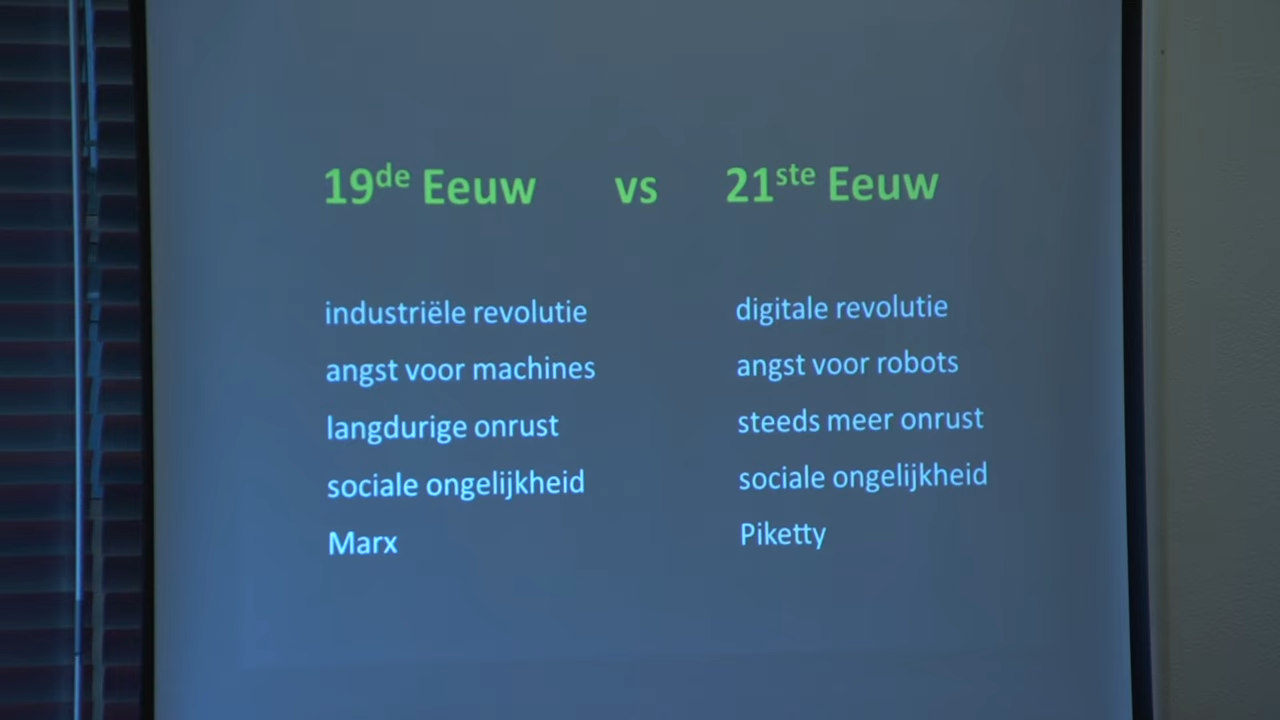 19de Eeuw vs 21ste Eeuw
industriële revolutie digitale revolutie
angst voor machines angst voor robots
langdurige onrust steeds meer onrust
sociale ongelijkheid sociale ongelijkheid
Marx Piketty